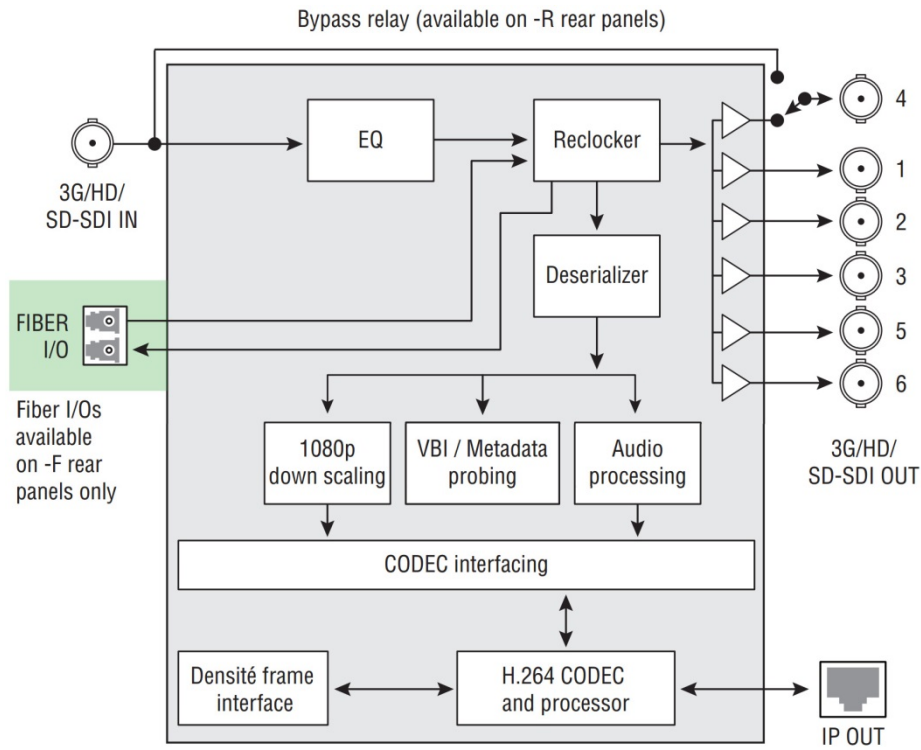 Bypass relay (available on -R rear panels)
3G/HD/
SD-SDI IN
EQ
Reclocker
4
1
2
3
5
6
Deserializer
FIBER
I/O
Fiber I/Os
available
on -F rear
panels only
1080p
down scaling
VBI / Metadata
probing
Audio
processing
3G/HD/
SD-SDI OUT
CODEC interfacing
Densité frame
interface
H.264 CODEC
and processor
IP OUT